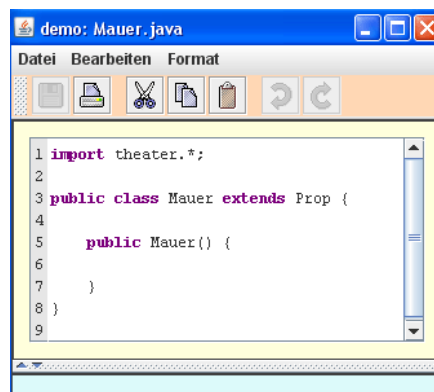 demo: Mauer.java
Datei Bearbeiten Format
1 import theater.*;
2
3 public class Mauer extends Prop {
4
5     public Mauer() {
6
7     }
8 }
9